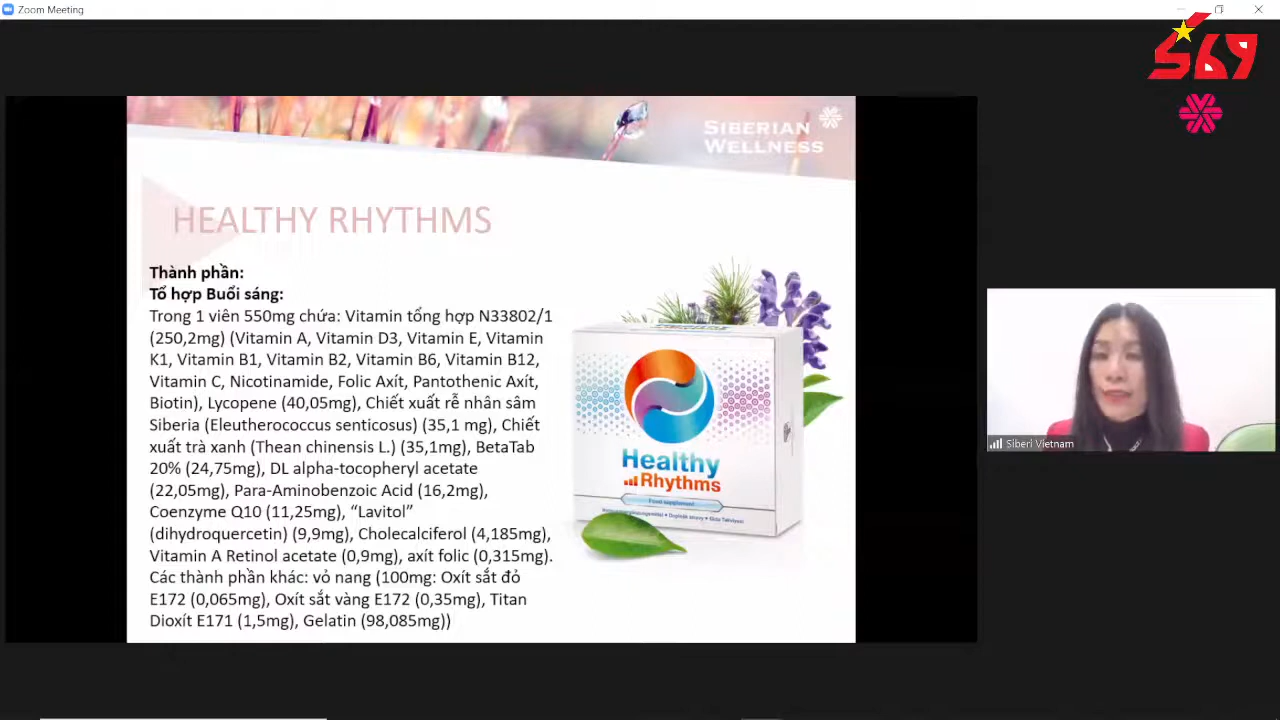 Zoom Meeting
S69
SIBERIAN
WELLNESS
HEALTHY RHYTHMS
Thành phần:
Tổ hợp Buổi sáng:
Trong 1 viên 550mg chứa: Vitamin tổng hợp N33802/1
(250,2mg) (Vitamin A, Vitamin D3, Vitamin E, Vitamin
K1, Vitamin B1, Vitamin B2, Vitamin B6, Vitamin B12,
Vitamin C, Nicotinamide, Folic Axít, Pantothenic Axít,
Biotin), Lycopene (40,05mg), Chiết xuất rễ nhân sâm
Siberia (Eleutherococcus senticosus) (35,1 mg), Chiết
xuất trà xanh (Thean chinensis L.) (35,1mg), BetaTab
20% (24,75mg), DL alpha-tocopheryl acetate
(22,05mg), Para-Aminobenzoic Acid (16,2mg),
Coenzyme Q10 (11,25mg), “Lavitol”
(dihydroquercetin) (9,9mg), Cholecalciferol (4,185mg),
Vitamin A Retinol acetate (0,9mg), axít folic (0,315mg).
Các thành phần khác: vỏ nang (100mg: Oxít sắt đỏ
E172 (0,065mg), Oxít sắt vàng E172 (0,35mg), Titan
Dioxít E171 (1,5mg), Gelatin (98,085mg))
Healthy
Rhythms
Food supplement
Siberi Vietnam